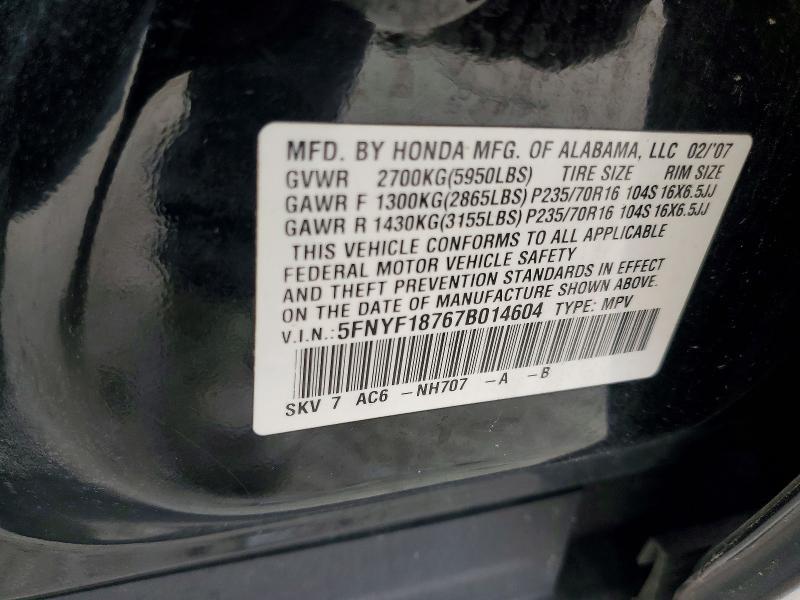 MFD. BY HONDA MFG. OF ALABAMA, LLC 02/'07
GVWR 2700KG(5950LBS) TIRE SIZE RIM SIZE
GAWR F 1300KG(2865LBS) P235/70R16 104S 16X6.5JJ
GAWR R 1430KG(3155LBS) P235/70R16 104S 16X6.5JJ
THIS VEHICLE CONFORMS TO ALL APPLICABLE
FEDERAL MOTOR VEHICLE SAFETY
AND THEFT PREVENTION STANDARDS IN EFFECT
ON THE DATE OF MANUFACTURE SHOWN ABOVE.
V.I.N.:5FNYF18767B014604 TYPE: MPV
SKV 7 AC6 -NH707 -A -B